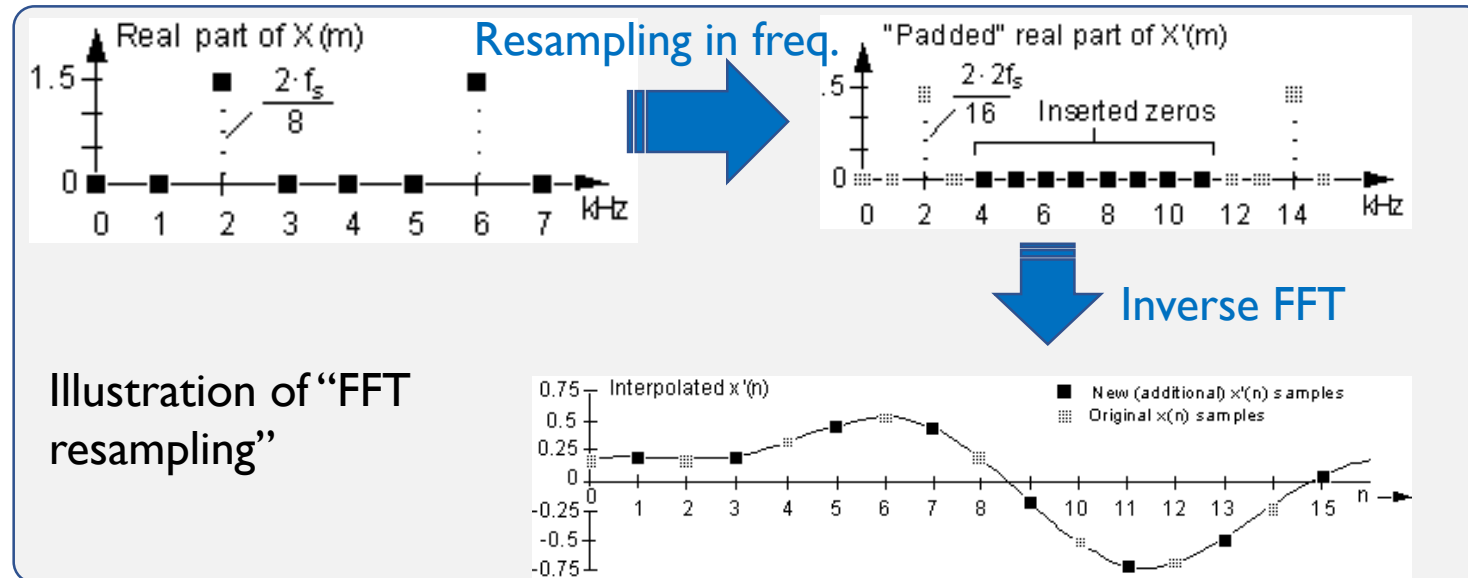 Real part of X(m)
1.5
2·fs
8
0
0 1 2 3 4 5 6 7 kHz
Resampling in freq.
"Padded" real part of X'(m)
.5
2·2fs
16
Inserted zeros
0
0 2 4 6 8 10 12 14 kHz
Inverse FFT
Illustration of “FFT
resampling”
Interpolated x'(n)
New (additional) x'(n) samples
Original x(n) samples
0.75
0.5
0.25
0
-0.25
-0.5
-0.75
0 1 2 3 4 5 6 7 8 10 11 12 13 15 n